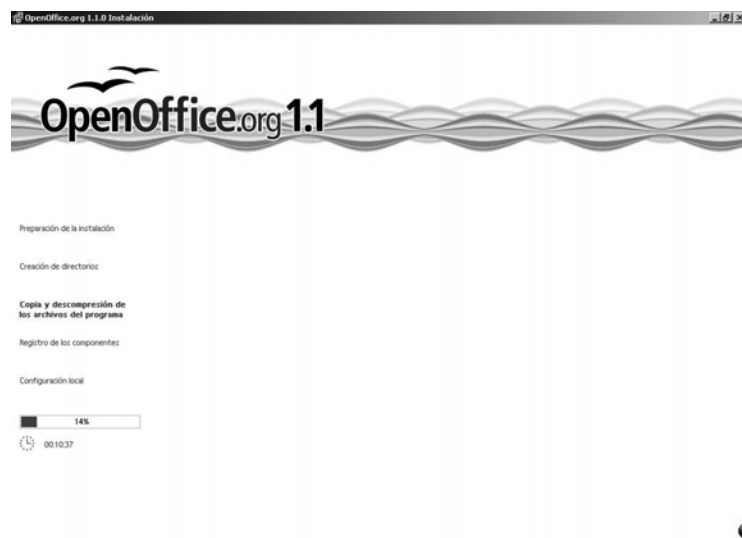 OpenOffice.org 1.1.0 Instalación
OpenOffice.org 1.1
Preparación de la instalación
Creación de directorios
Copia y descompresión de
los archivos del programa
Registro de los componentes
Configuración local
14%
00:10:37